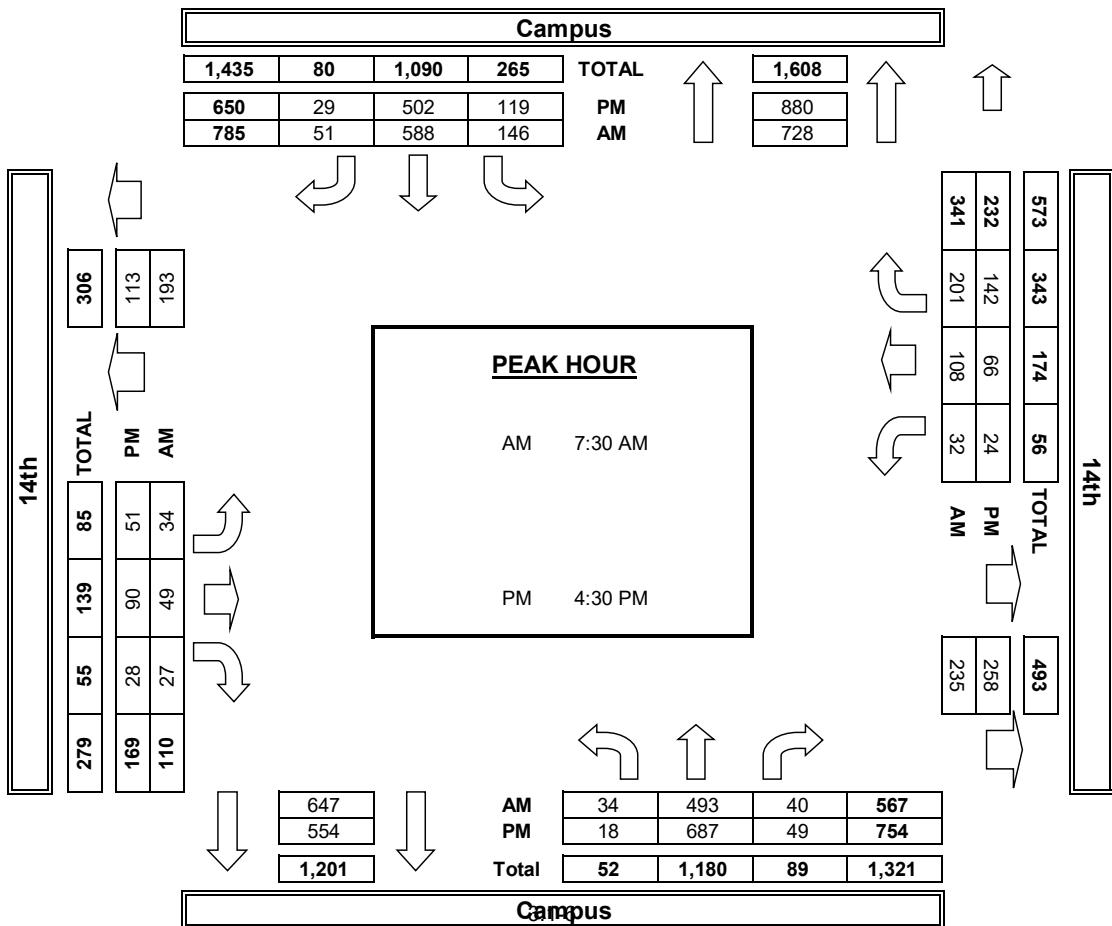 Campus
1,435 80 1,090 265 TOTAL 1,608
650 29 502 119 PM 880
785 51 588 146 AM 728
14th
306
113
193
TOTAL PM AM
85 51 34
139 90 49
55 28 27
279 169 110
PEAK HOUR
AM 7:30 AM
PM 4:30 PM
341 232 573
201 142 343
108 66 174
32 24 56
AM PM TOTAL
235 258 493
14th
647 AM 34 493 40 567
554 PM 18 687 49 754
1,201 Total 52 1,180 89 1,321
Campus